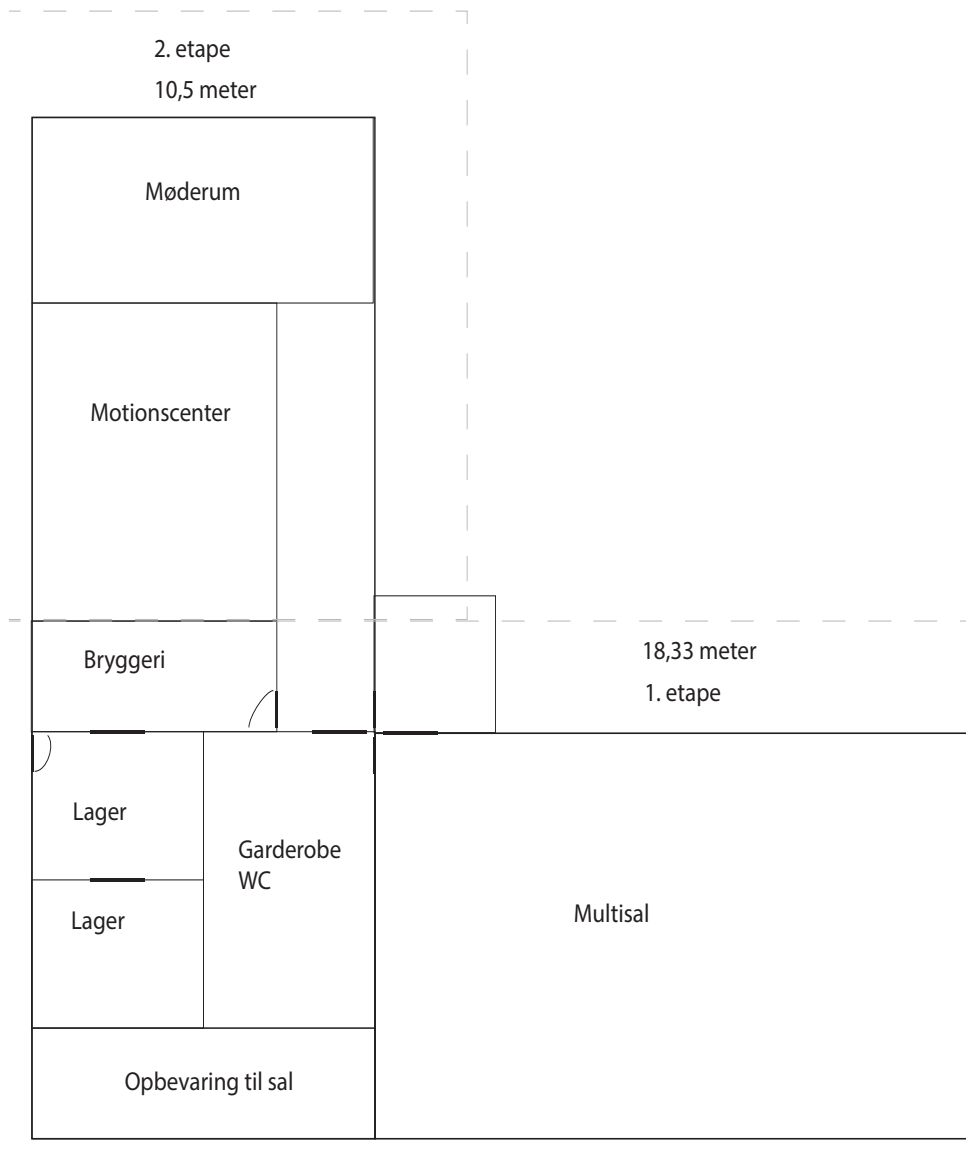 2. etape
10,5 meter
Møderum
Motionscenter
Bryggeri
18,33 meter
1. etape
Lager
Garderobe
WC
Lager
Multisal
Opbevaring til sal